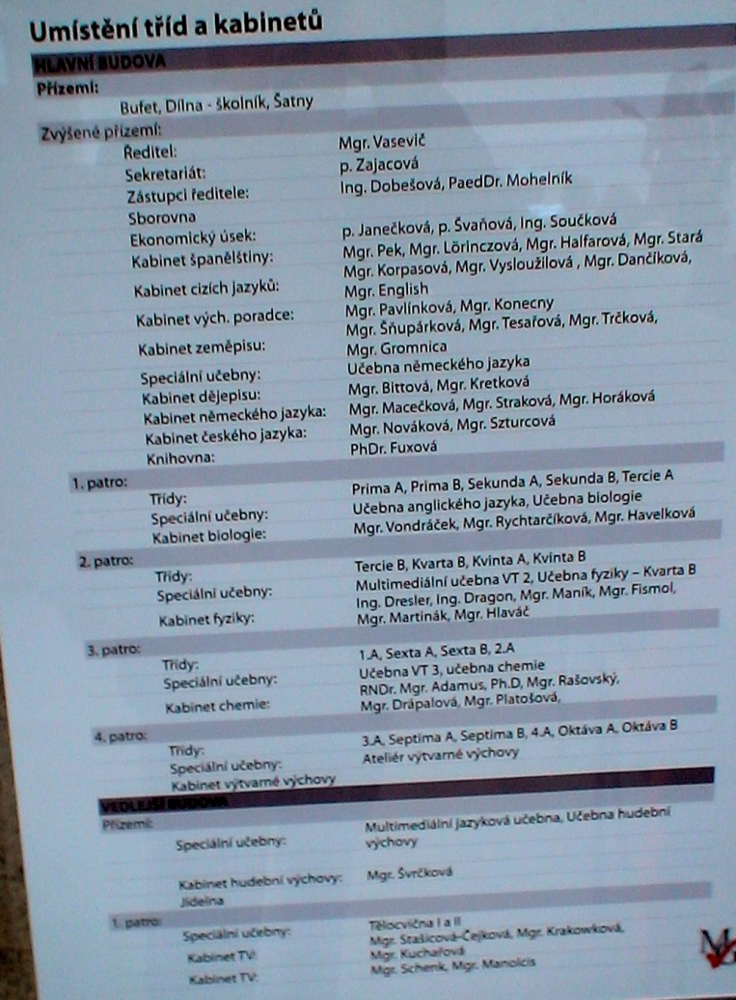 Umístění tříd a kabinetů
HLAVNÍ BUDOVA
Přízemí:
Bufet, Dílna - školník, Šatny
Zvýšené přízemí:
Ředitel: Mgr. Vasevič
Sekretariát: p. Zajacová
Zástupci ředitele: Ing. Dobešová, PaedDr. Mohelník
Sborovna
Ekonomický úsek: p. Janečková, p. Švaňová, Ing. Součková
Kabinet španělštiny: Mgr. Pek, Mgr. Lörinczová, Mgr. Halfarová, Mgr. Stará
Mgr. Korpasová, Mgr. Vysloužilová , Mgr. Dančíková,
Kabinet cizích jazyků: Mgr. English
Kabinet vých. poradce: Mgr. Pavlínková, Mgr. Konecny
Mgr. Šňupárková, Mgr. Tesařová, Mgr. Trčková,
Kabinet zeměpisu: Mgr. Gromnica
Speciální učebny: Učebna německého jazyka
Kabinet dějepisu: Mgr. Bittová, Mgr. Kretková
Kabinet německého jazyka: Mgr. Macečková, Mgr. Straková, Mgr. Horáková
Kabinet českého jazyka: Mgr. Nováková, Mgr. Szturcová
Knihovna: PhDr. Fuxová
1. patro:
Třídy: Prima A, Prima B, Sekunda A, Sekunda B, Tercie A
Speciální učebny: Učebna anglického jazyka, Učebna biologie
Kabinet biologie: Mgr. Vondráček, Mgr. Rychtarčíková, Mgr. Havelková
2. patro:
Třídy: Tercie B, Kvarta B, Kvinta A, Kvinta B
Speciální učebny: Multimediální učebna VT 2, Učebna fyziky – Kvarta B
Ing. Dresler, Ing. Dragon, Mgr. Maník, Mgr. Fismol,
Kabinet fyziky: Mgr. Martinák, Mgr. Hlaváč
3. patro:
Třídy: 1.A, Sexta A, Sexta B, 2.A
Speciální učebny: Učebna VT 3, učebna chemie
RNDr. Mgr. Adamus, Ph.D, Mgr. Rašovský,
Kabinet chemie: Mgr. Drápalová, Mgr. Platošová,
4. patro:
Třídy: 3.A, Septima A, Septima B, 4.A, Oktáva A, Oktáva B
Speciální učebny: Ateliér výtvarné výchovy
Kabinet výtvarné výchovy
VEDLEJŠÍ BUDOVA
Přízemí:
Multimediální jazyková učebna, Učebna hudební
Speciální učebny: výchovy
Kabinet hudební výchovy: Mgr. Švrčková
Jídelna
1. patro:
Speciální učebny: Tělocvična I a II
Mgr. Stašicová-Čejková, Mgr. Krakowková,
Kabinet TV: Mgr. Kuchařová
Kabinet TV: Mgr. Schenk, Mgr. Manolcis